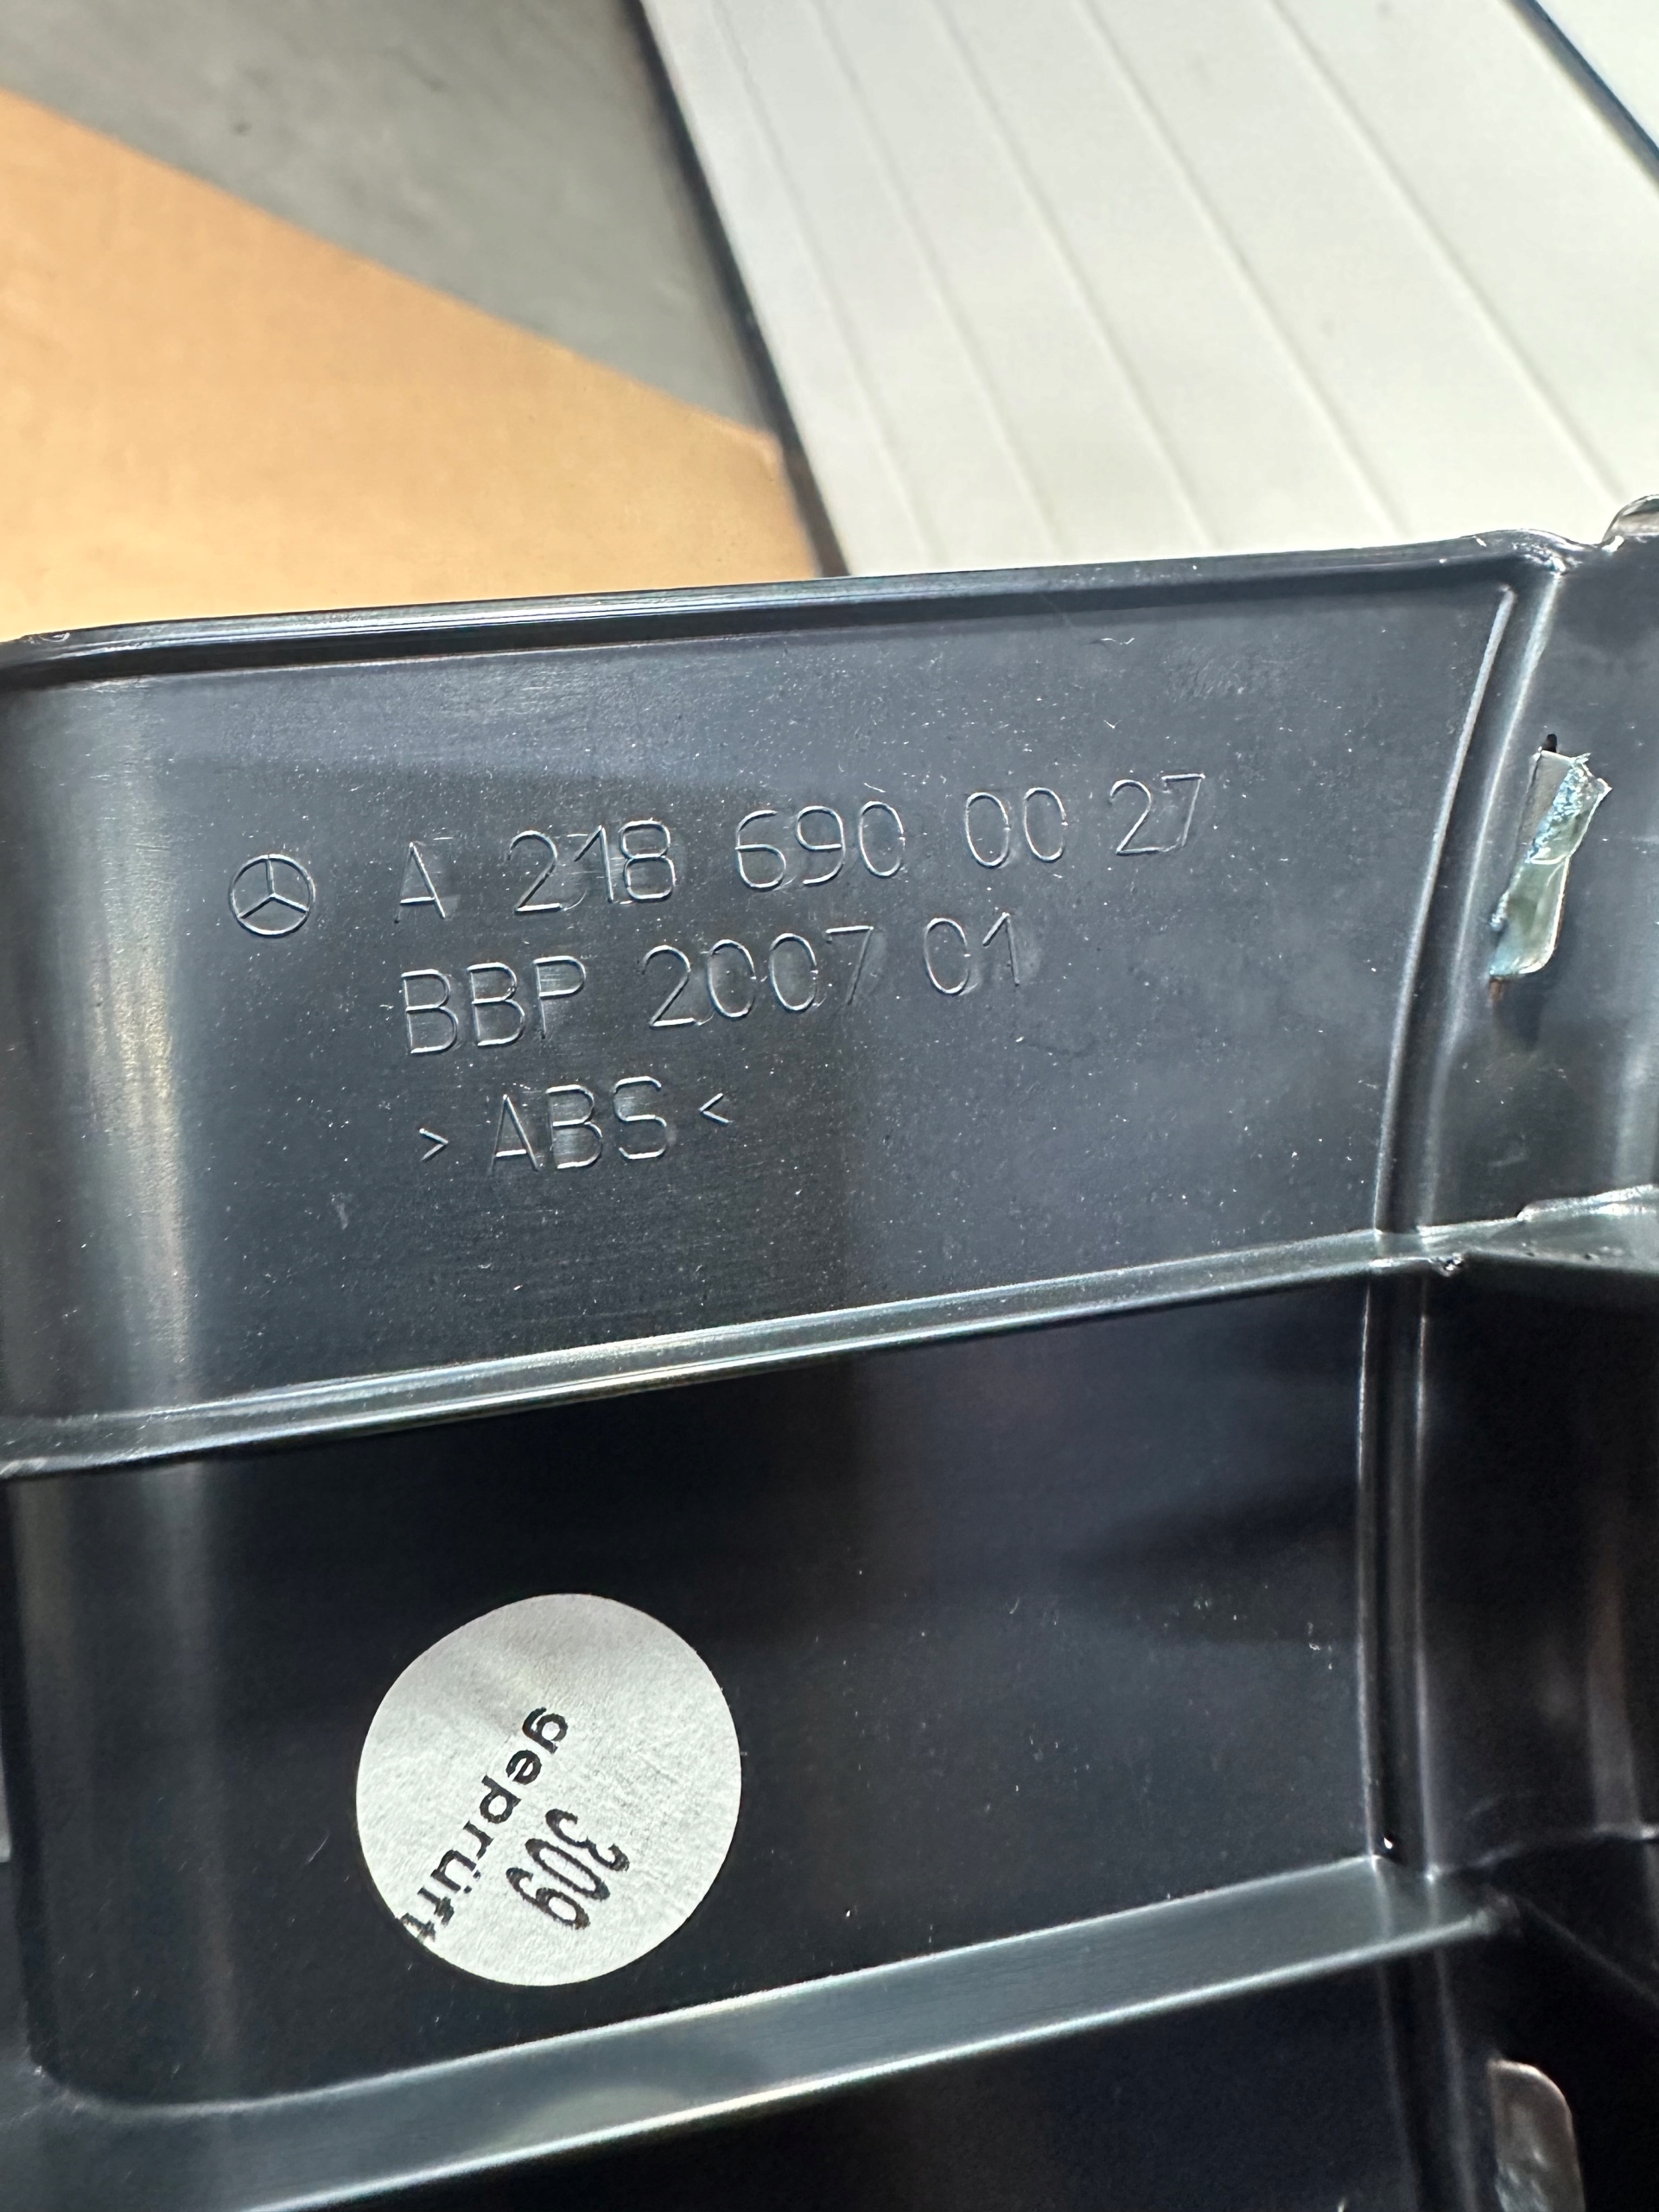 A 218 690 00 27
BBP 2007 01
> ABS <
geprüft
309